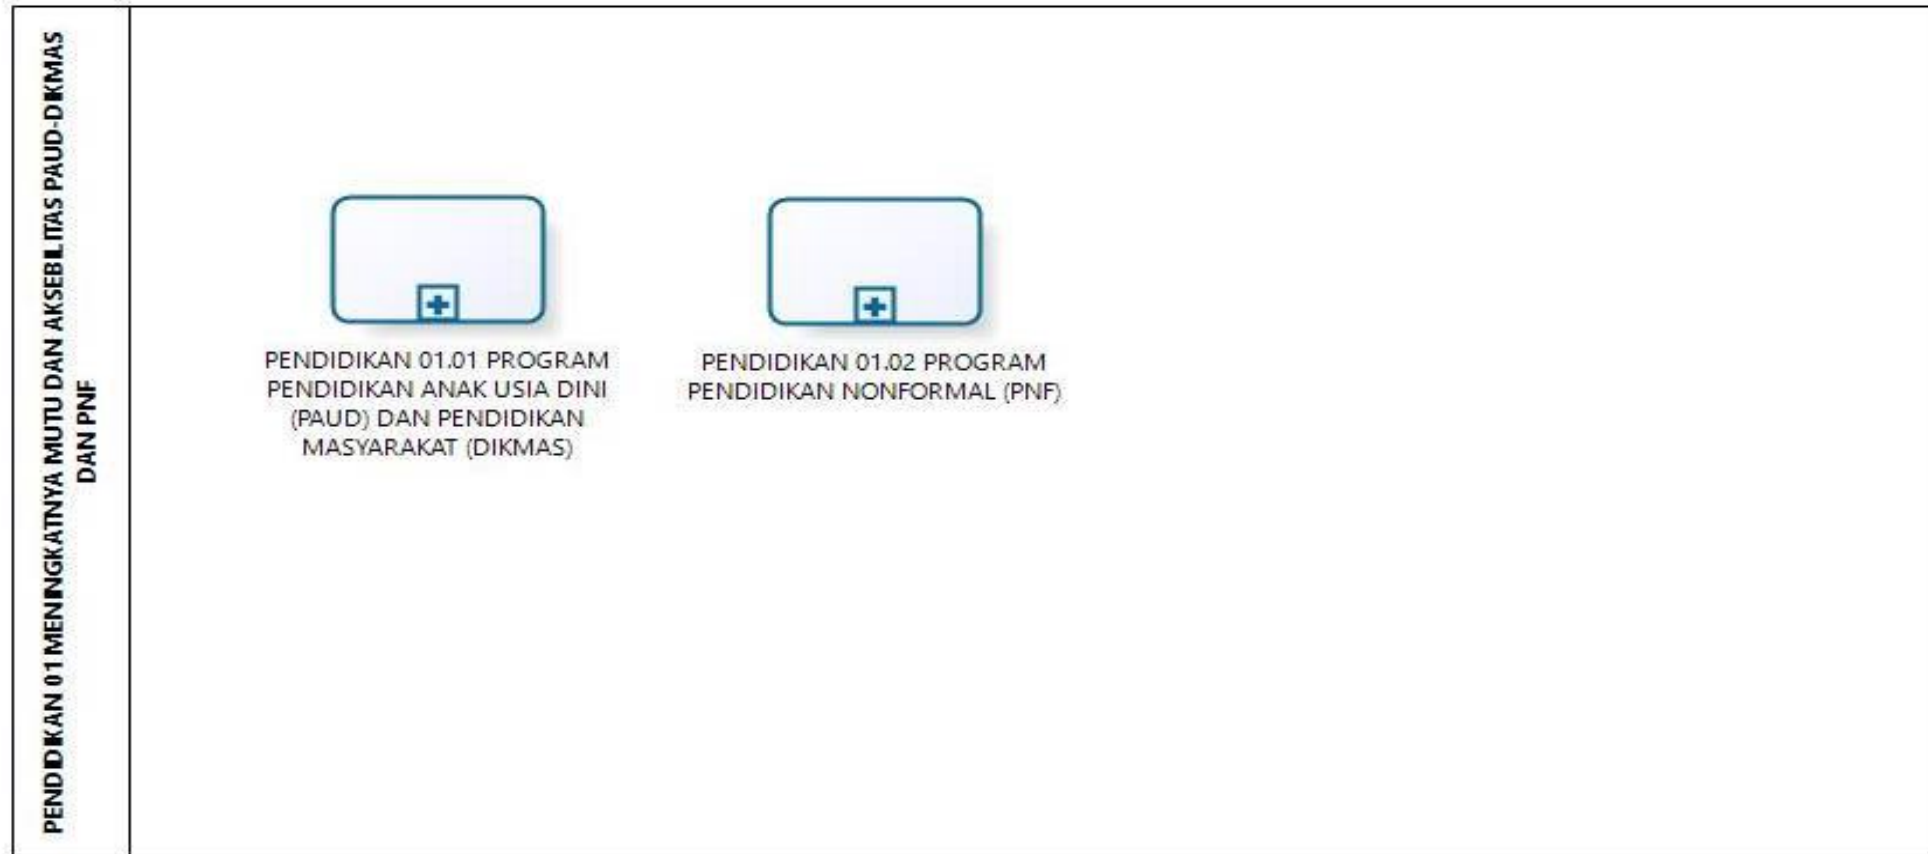 PENDIDIKAN 01 MENINGKATNYA MUTU DAN AKSEBILITAS PAUD-DIKMAS
DAN PNF
PENDIDIKAN 01.01 PROGRAM
PENDIDIKAN ANAK USIA DINI
(PAUD) DAN PENDIDIKAN
MASYARAKAT (DIKMAS)
PENDIDIKAN 01.02 PROGRAM
PENDIDIKAN NONFORMAL (PNF)